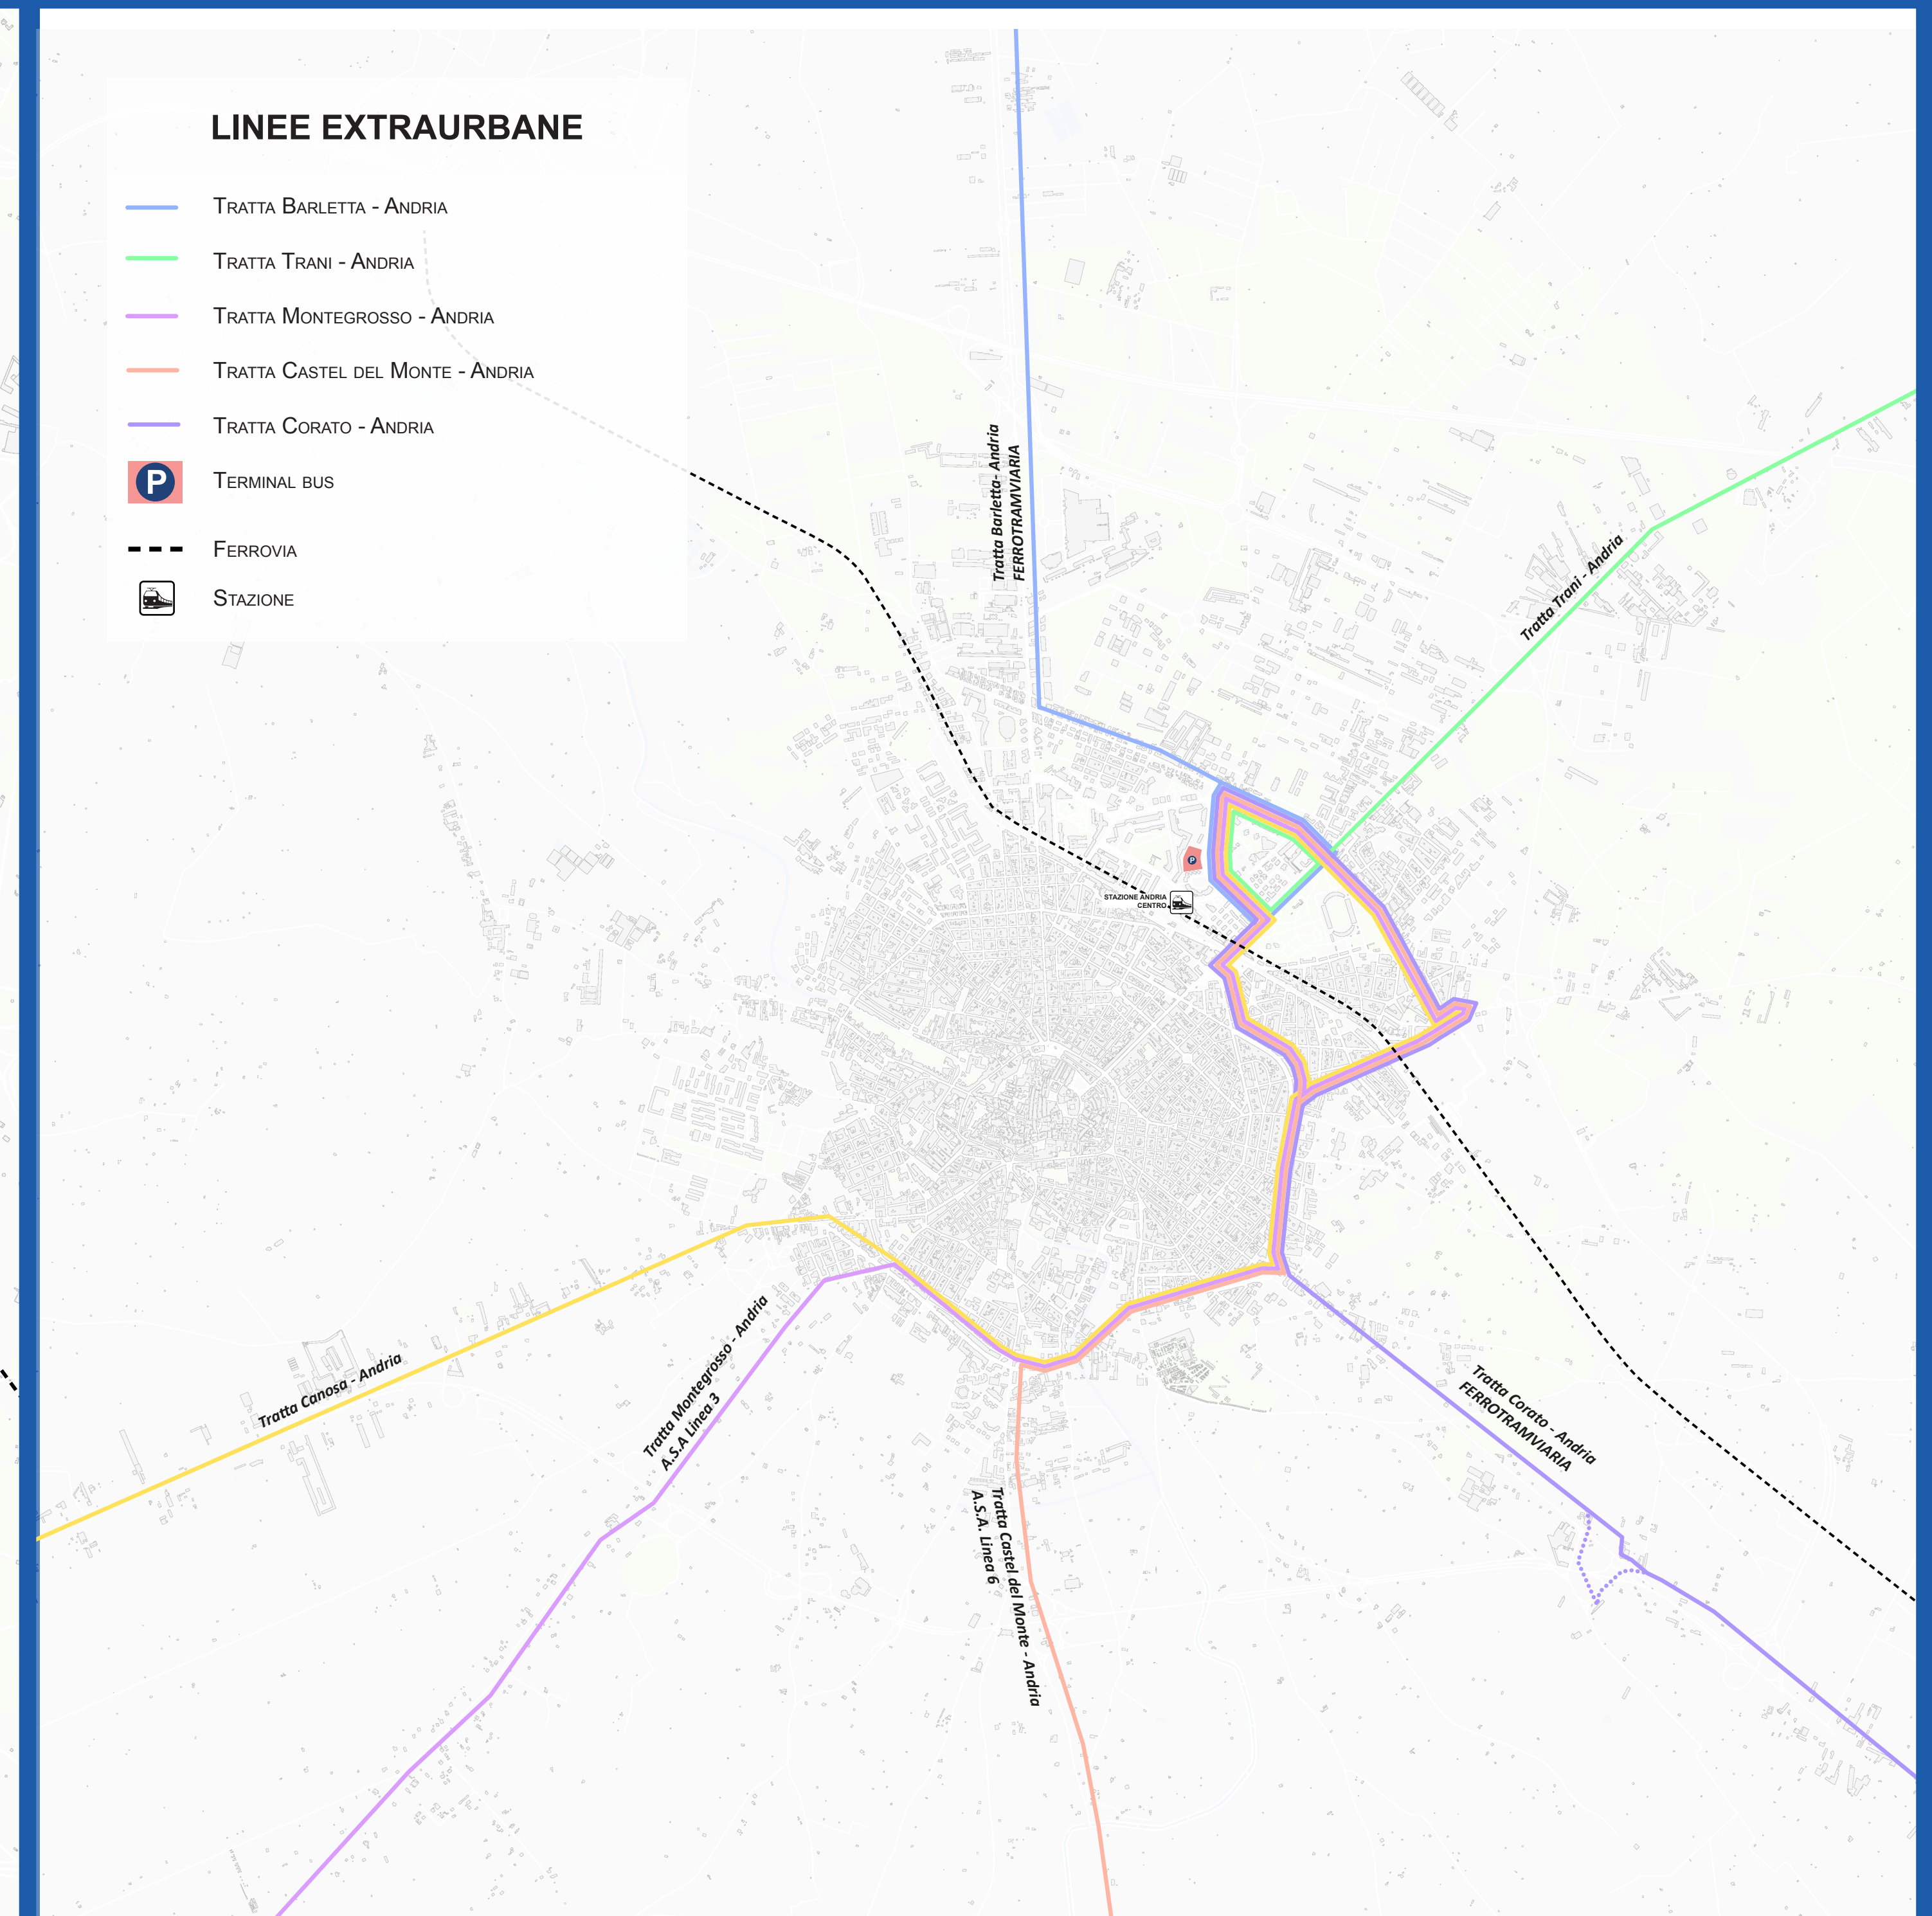 LINEE EXTRAURBANE
Tratta Barletta - Andria
Tratta Trani - Andria
Tratta Montegrosso - Andria
Tratta Castel del Monte - Andria
Tratta Corato - Andria
P
Terminal bus
Ferrovia
Stazione
Tratta Barletta- Andria
FERROTRAMVIARIA
Tratta Trani - Andria
P
STAZIONE ANDRIA
CENTRO
Tratta Canosa - Andria
Tratta Montegrosso - Andria
A.S.A Linea 3
Tratta Castel del Monte - Andria
A.S.A. Linea 6
Tratta Corato - Andria
FERROTRAMVIARIA